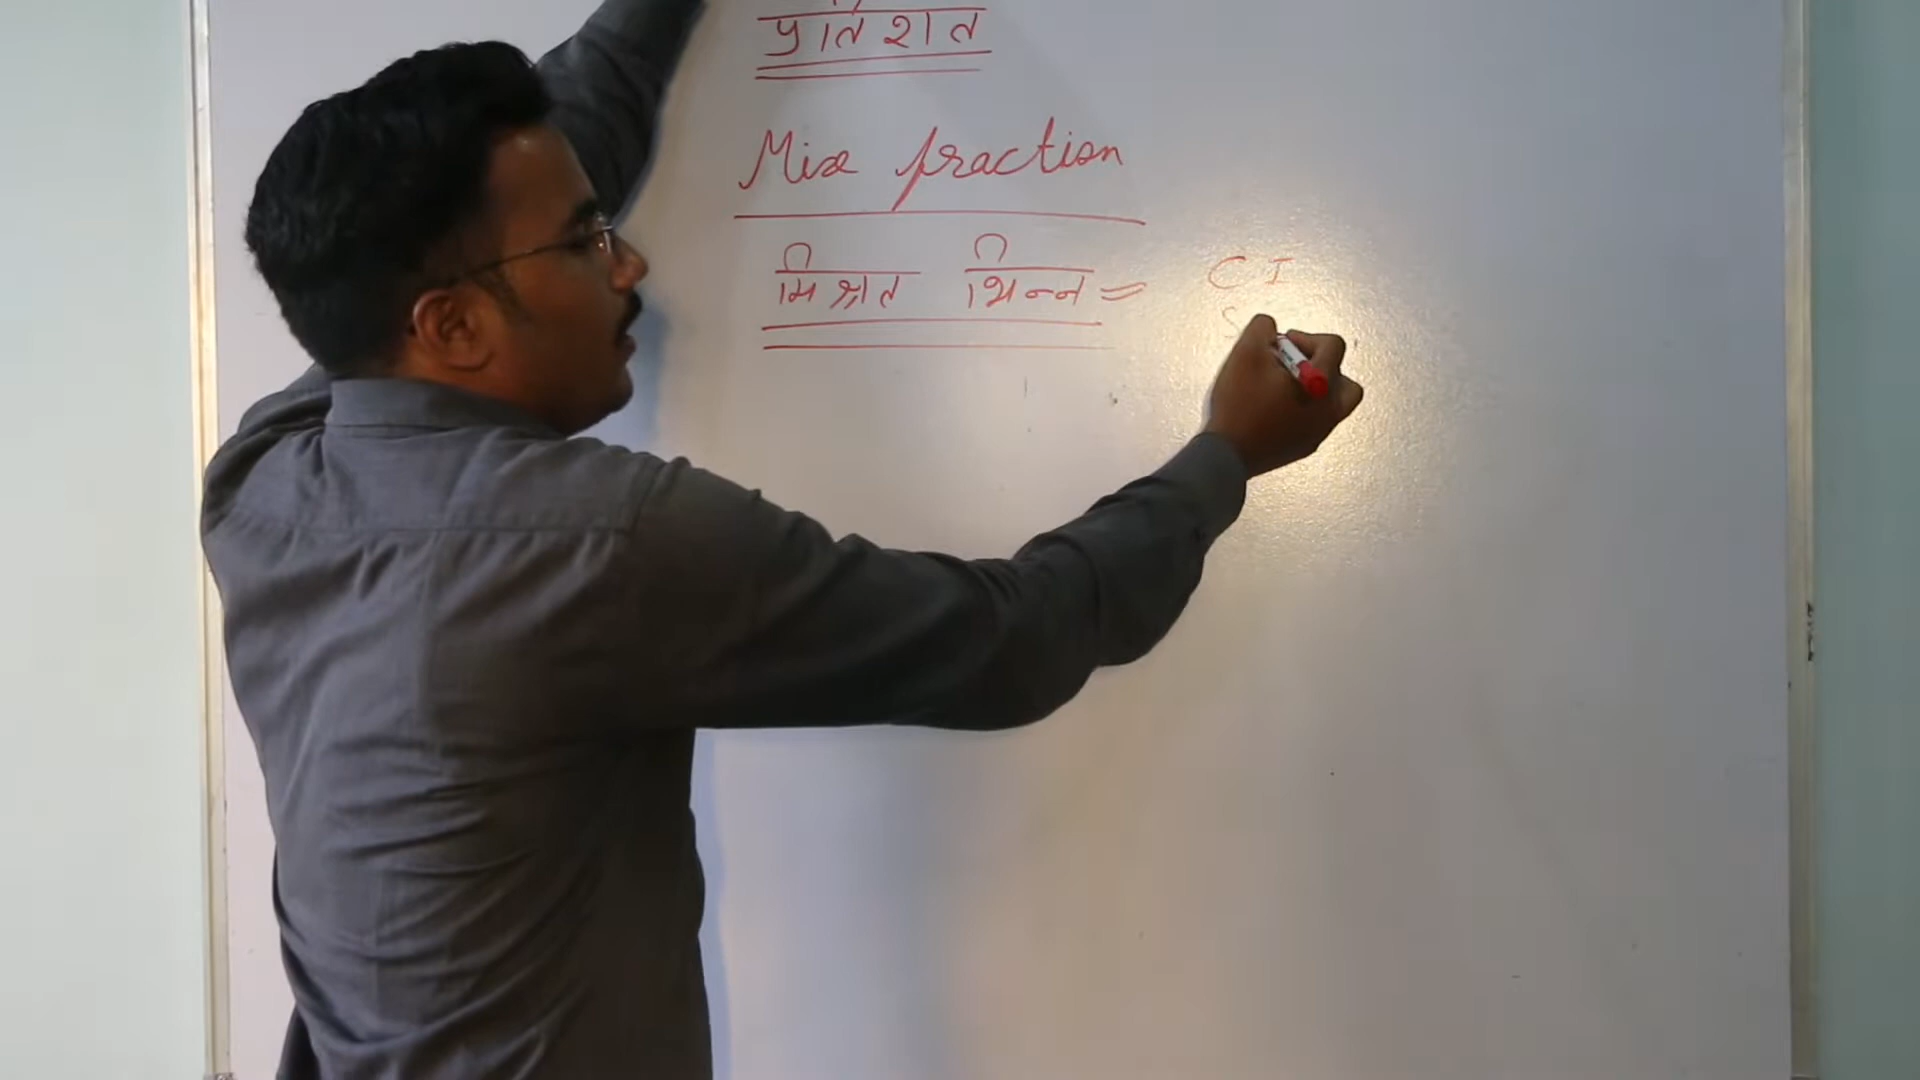 प्रतिशत
Mix fraction
मिश्रित भिन्न =
C I
S